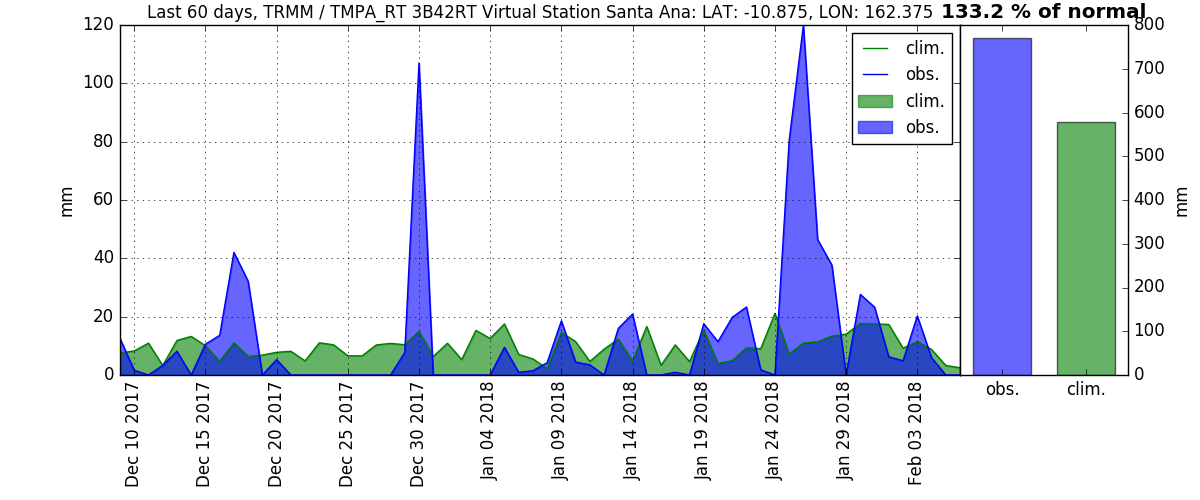 Last 60 days, TRMM / TMPA_RT 3B42RT Virtual Station Santa Ana: LAT: -10.875, LON: 162.375 133.2 % of normal
120
100
80
60
40
20
0
mm
clim.
obs.
clim.
obs.
Dec 10 2017
Dec 15 2017
Dec 20 2017
Dec 25 2017
Dec 30 2017
Jan 04 2018
Jan 09 2018
Jan 14 2018
Jan 19 2018
Jan 24 2018
Jan 29 2018
Feb 03 2018
800
700
600
500
400
300
200
100
0
mm
obs.
clim.